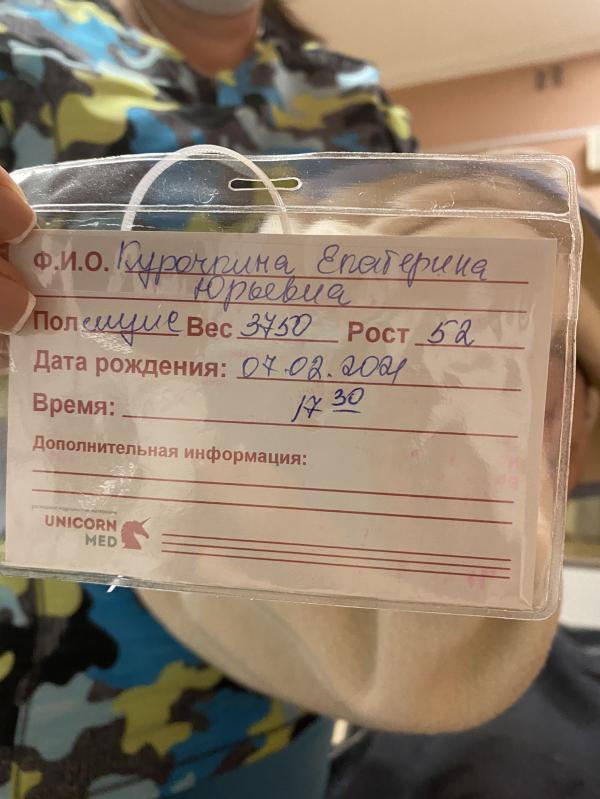 Ф.И.О. Курочкина Екатерина
Юрьевна
Пол муж Вес 3750 Рост 52
Дата рождения: 07.02.2021
Время: 17 30
Дополнительная информация:
UNICORN
MED